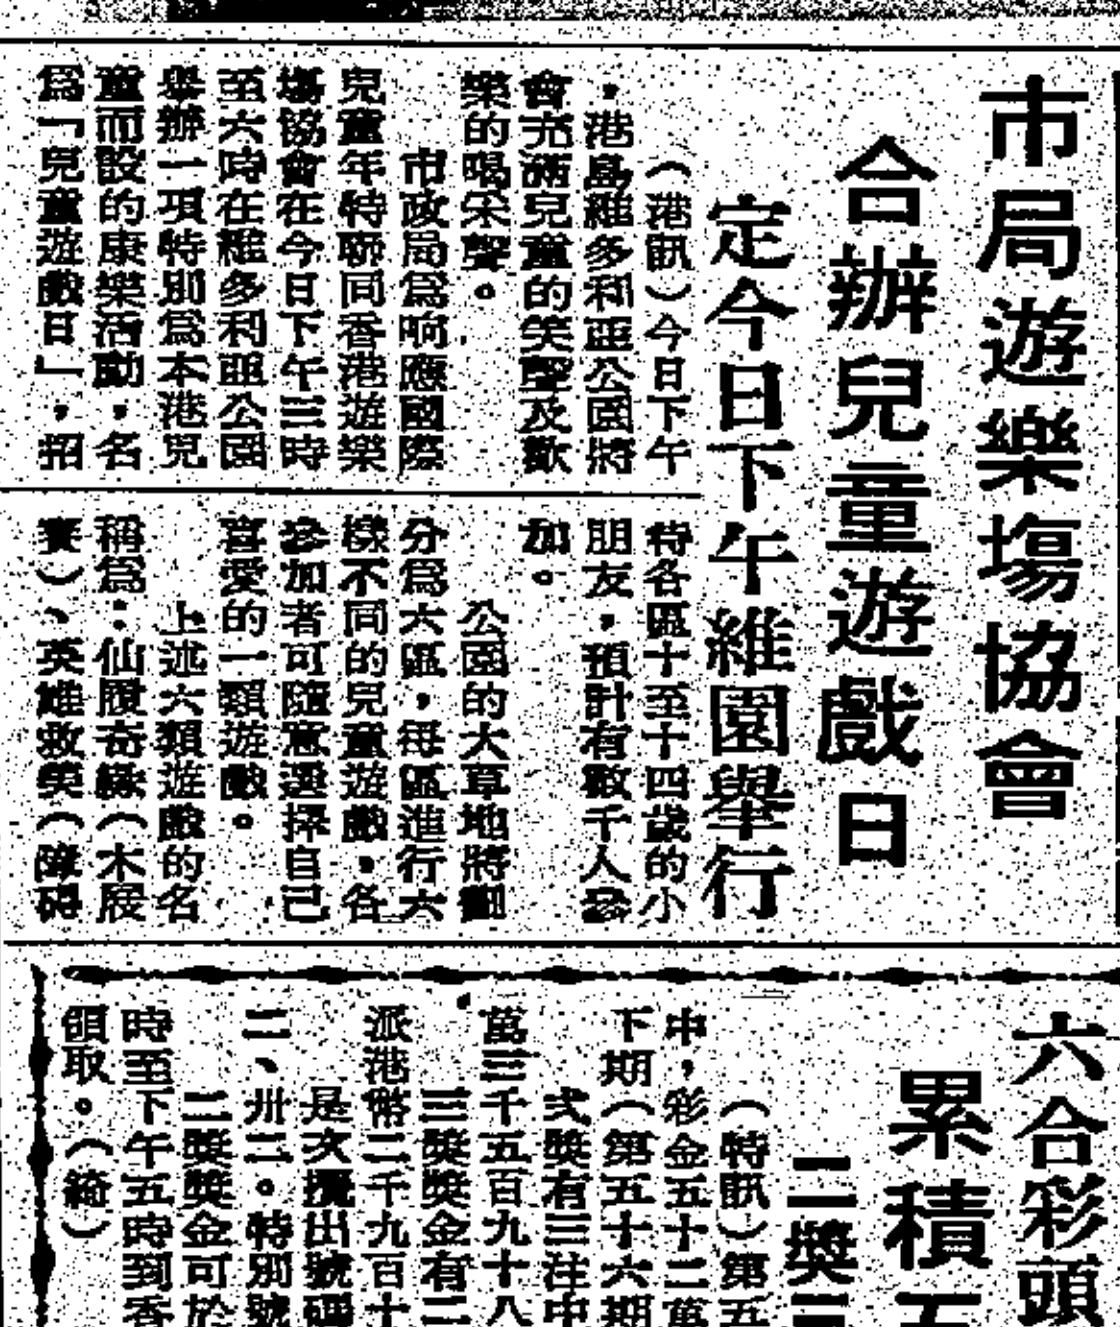 市局遊樂塲協會
合辦兒童遊戲日
定今日下午維園舉行
（港訊）今日下午
，港島維多利亞公園將
會充滿兒童的笑聲及歡
樂的喝采聲。
市政局爲响應國際
兒童年特聯同香港遊樂
塲協會在今日下午三時
至六時在維多利亞公園
舉辦一項特別爲本港兒
童而設的康樂活動，名
爲「兒童遊戲日」，招
待各區十至十四歲的小
朋友，預計有數千人參
加。
公園的大草地將劃
分爲六區，每區進行六
樣不同的兒童遊戲，各
參加者可隨意選擇自己
喜愛的一類遊戲。
上述六類遊戲的名
稱爲：仙履奇緣（木屐
賽）、英雄救美（障碍
六合彩頭
累積五
二獎三
（特訊）第五
中，彩金五十二萬
下期（第五十六期
弍獎有三注中
萬三千五百九十八
三獎獎金有二
派港幣二千九百十
是次攪出號碼
二、卅二。特別號
二獎獎金可於
時至下午五時到香
領取。（綺）